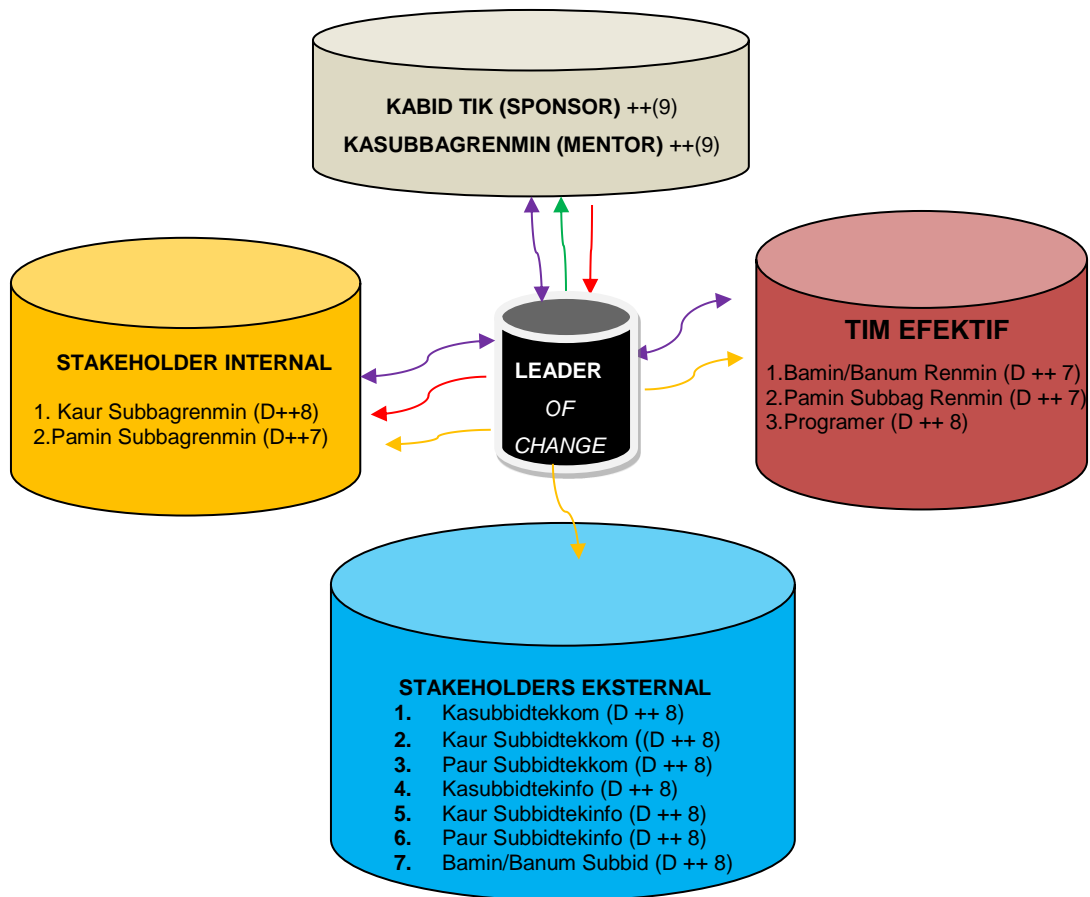 KABID TIK (SPONSOR) ++(9)
KASUBBAGRENMIN (MENTOR) ++(9)
STAKEHOLDER INTERNAL
1. Kaur Subbagrenmin (D++8)
2.Pamin Subbagrenmin (D++7)
LEADER
OF
CHANGE
TIM EFEKTIF
1.Bamin/Banum Renmin (D ++ 7)
2.Pamin Subbag Renmin (D ++ 7)
3.Programer (D ++ 8)
STAKEHOLDERS EKSTERNAL
1. Kasubbidtekkom (D ++ 8)
2. Kaur Subbidtekkom ((D ++ 8)
3. Paur Subbidtekkom (D ++ 8)
4. Kasubbidtekinfo (D ++ 8)
5. Kaur Subbidtekinfo (D ++ 8)
6. Paur Subbidtekinfo (D ++ 8)
7. Bamin/Banum Subbid (D ++ 8)